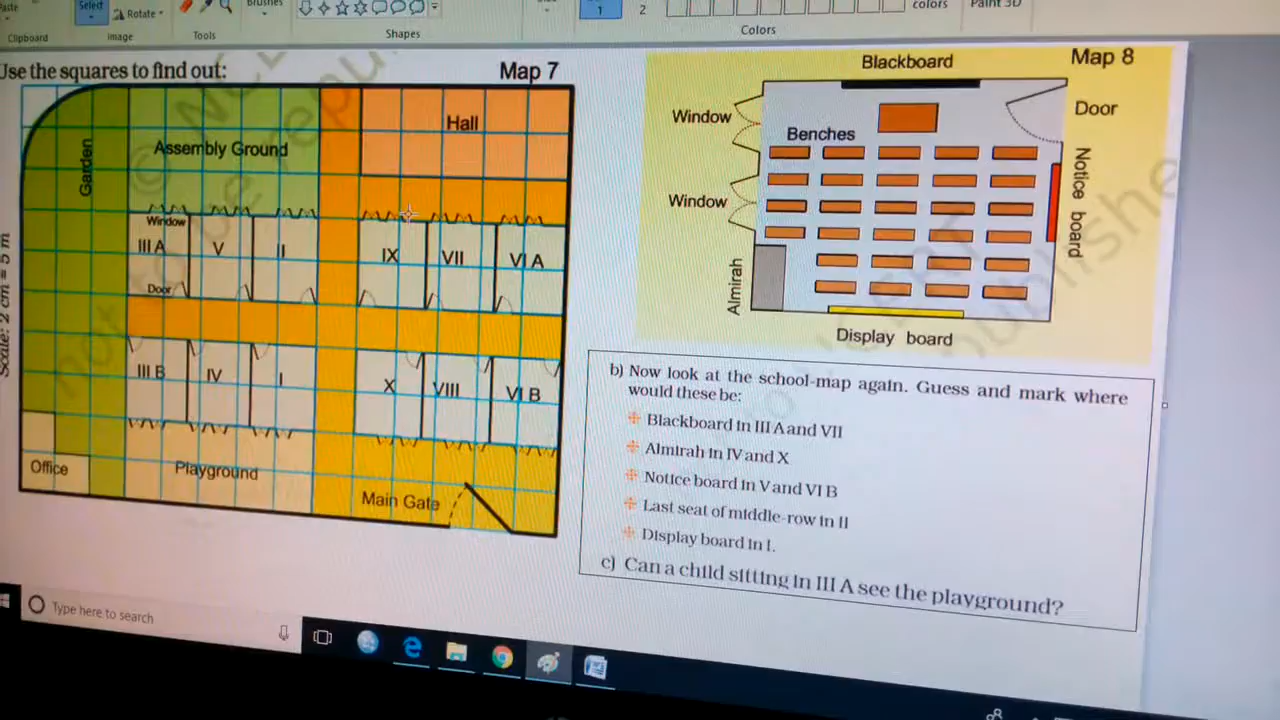 Paste
Select
Rotate
Brushes
1
2
colors
Paint 3D
Clipboard
Image
Tools
Shapes
Colors
Use the squares to find out:
Map 7
Garden
Assembly Ground
Hall
Window
III A
V
II
IX
VII
VI A
Door
III B
IV
I
X
VIII
VI B
Office
Playground
Main Gate
Scale: 2 cm = 5 m
Blackboard
Map 8
Window
Door
Benches
Window
Notice board
Almirah
Display board
b) Now look at the school-map again. Guess and mark where
would these be:
Blackboard in III A and VII
Almirah in IV and X
Notice board in V and VI B
Last seat of middle-row in II
Display board in I.
c) Can a child sitting in III A see the playground?
Type here to search